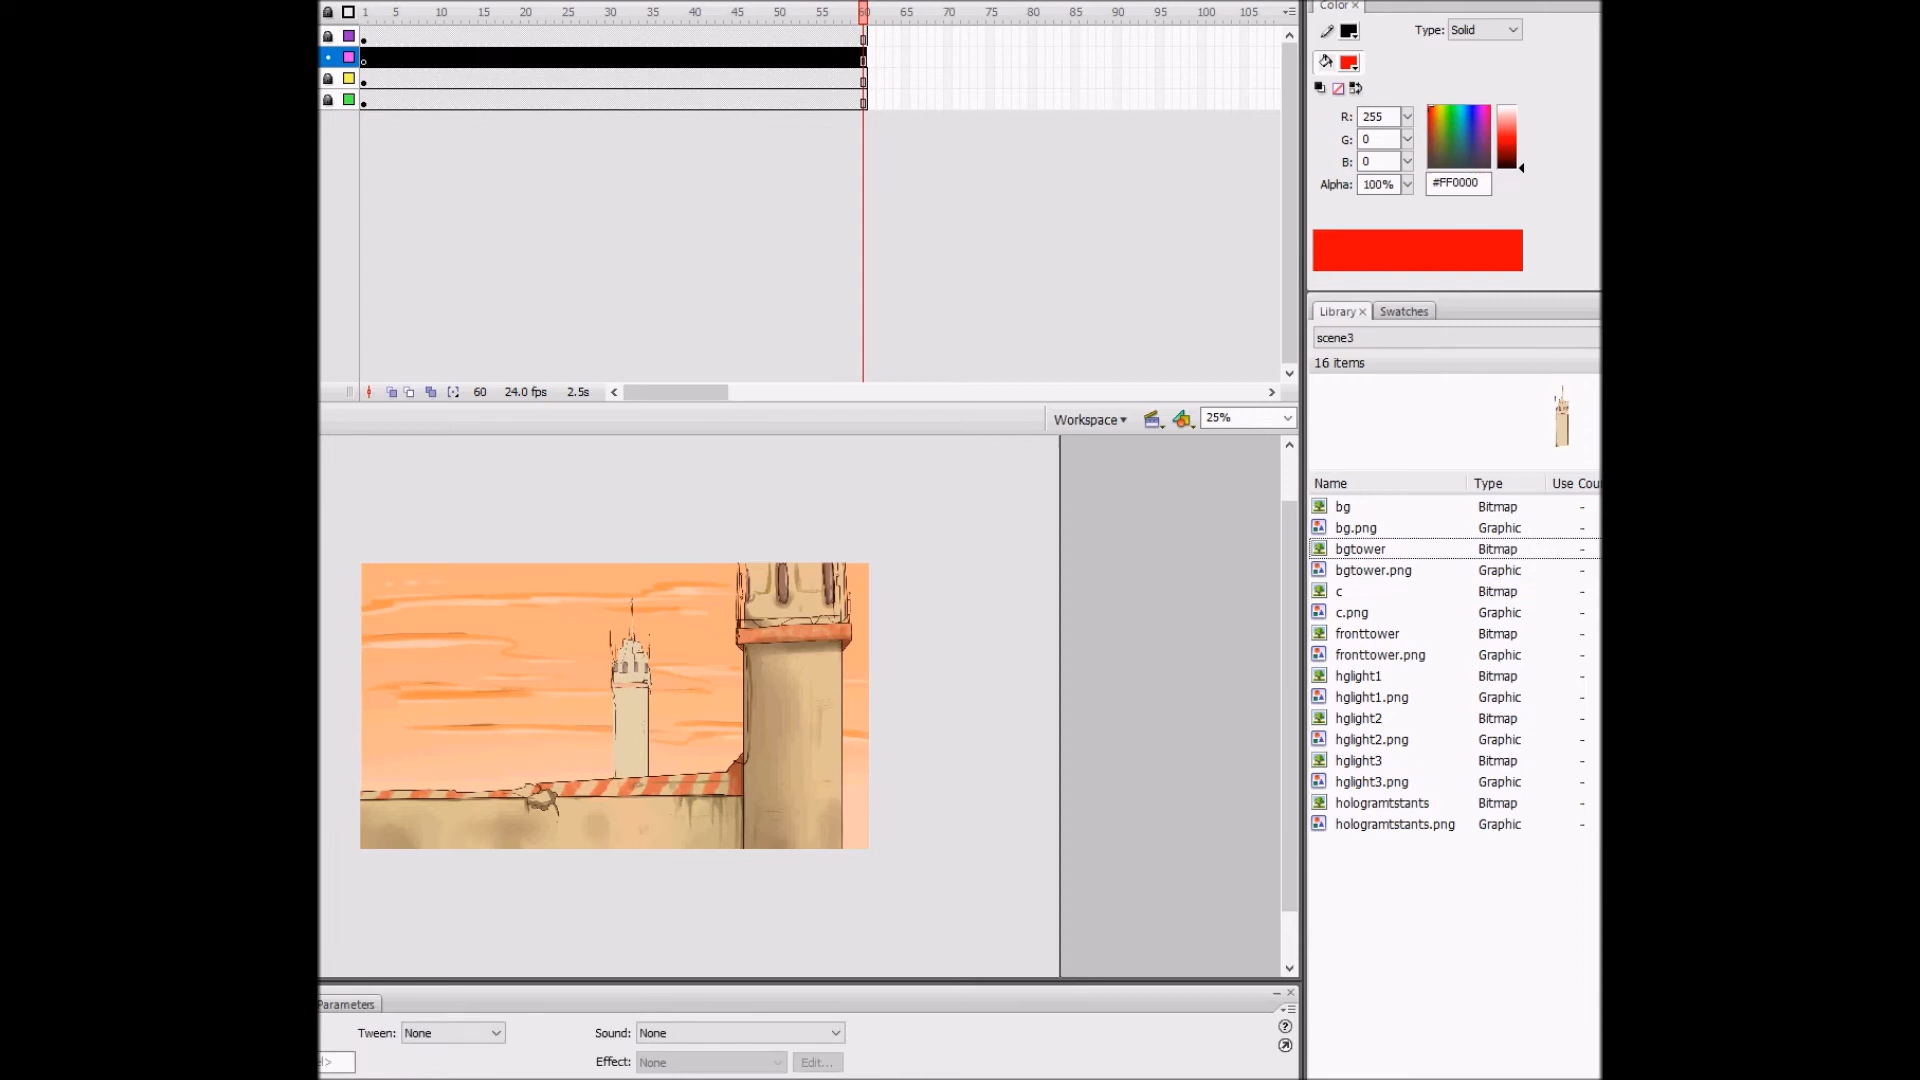 1 5 10 15 20 25 30 35 40 45 50 55 60 65 70 75 80 85 90 95 100 105
60 24.0 fps 2.5s
Workspace 25%
Parameters
Tween: None Sound: None
Effect: None Edit...
Color
Type: Solid
R: 255
G: 0
B: 0
Alpha: 100% #FF0000
Library Swatches
scene3
16 items
Name Type Use Cou
bg Bitmap -
bg.png Graphic -
bgtower Bitmap -
bgtower.png Graphic -
c Bitmap -
c.png Graphic -
fronttower Bitmap -
fronttower.png Graphic -
hglight1 Bitmap -
hglight1.png Graphic -
hglight2 Bitmap -
hglight2.png Graphic -
hglight3 Bitmap -
hglight3.png Graphic -
hologramtstants Bitmap -
hologramtstants.png Graphic -